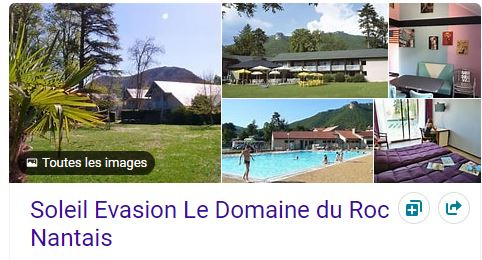 Toutes les images
Soleil Evasion Le Domaine du Roc
Nantais